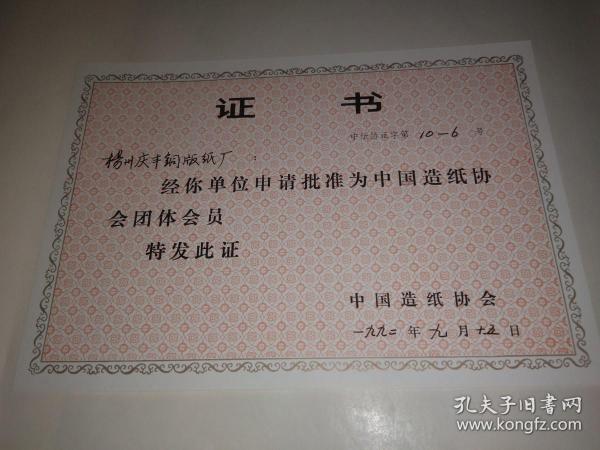 证 书
中纸协证字第 10-6 号
扬州庆丰铜版纸厂：
经你单位申请批准为中国造纸协
会团体会员
特发此证
中国造纸协会
一九九二年九月十五日
孔夫子旧书网
www.kongfz.com